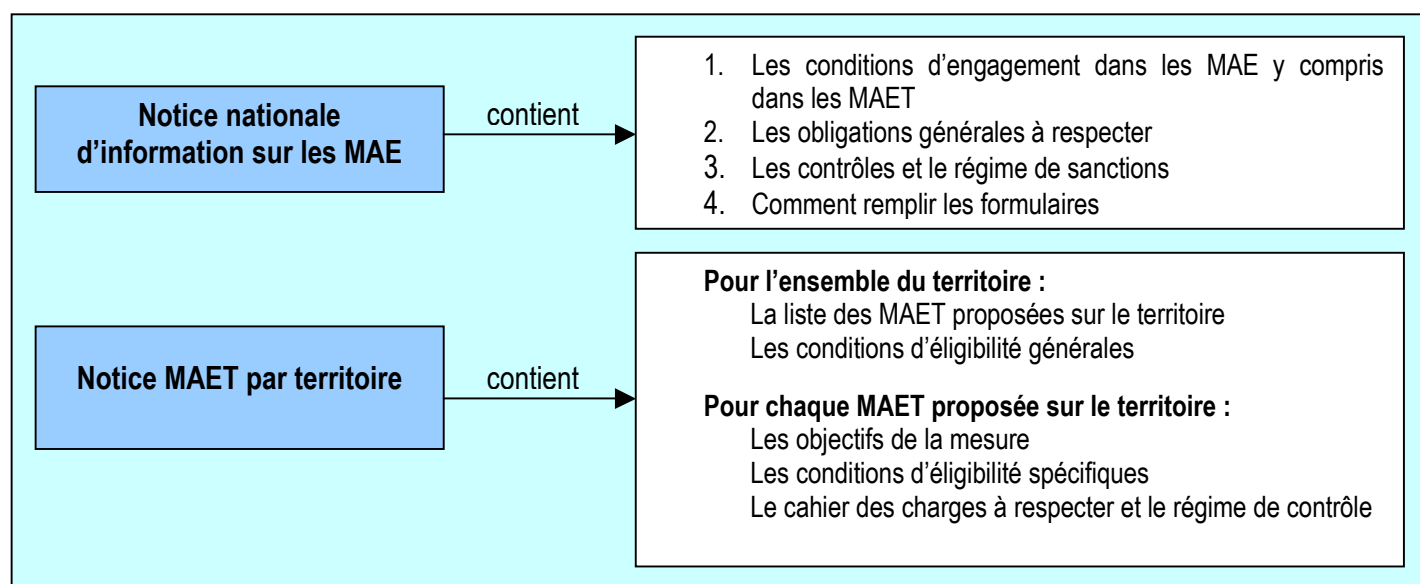 Notice nationale
d’information sur les MAE
contient
1. Les conditions d’engagement dans les MAE y compris
dans les MAET
2. Les obligations générales à respecter
3. Les contrôles et le régime de sanctions
4. Comment remplir les formulaires
Notice MAET par territoire
contient
Pour l’ensemble du territoire :
La liste des MAET proposées sur le territoire
Les conditions d’éligibilité générales
Pour chaque MAET proposée sur le territoire :
Les objectifs de la mesure
Les conditions d’éligibilité spécifiques
Le cahier des charges à respecter et le régime de contrôle